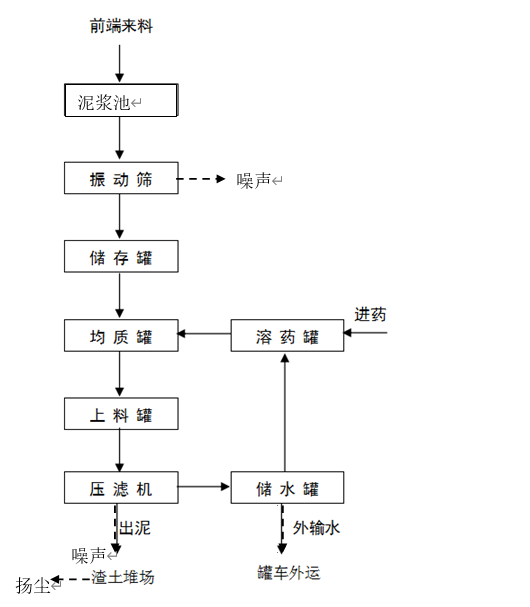 前端来料
泥浆池
振动筛
噪声
储存罐
进药
均质罐
溶药罐
上料罐
压滤机
储水罐
出泥
外输水
噪声
渣土堆场
罐车外运
扬尘